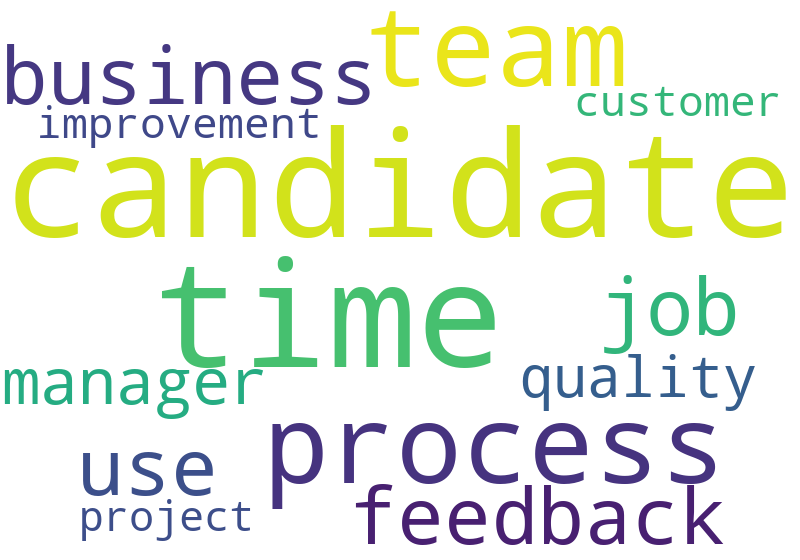 team
business
customer
improvement
candidate
time
job
manager
quality
process
use
feedback
project